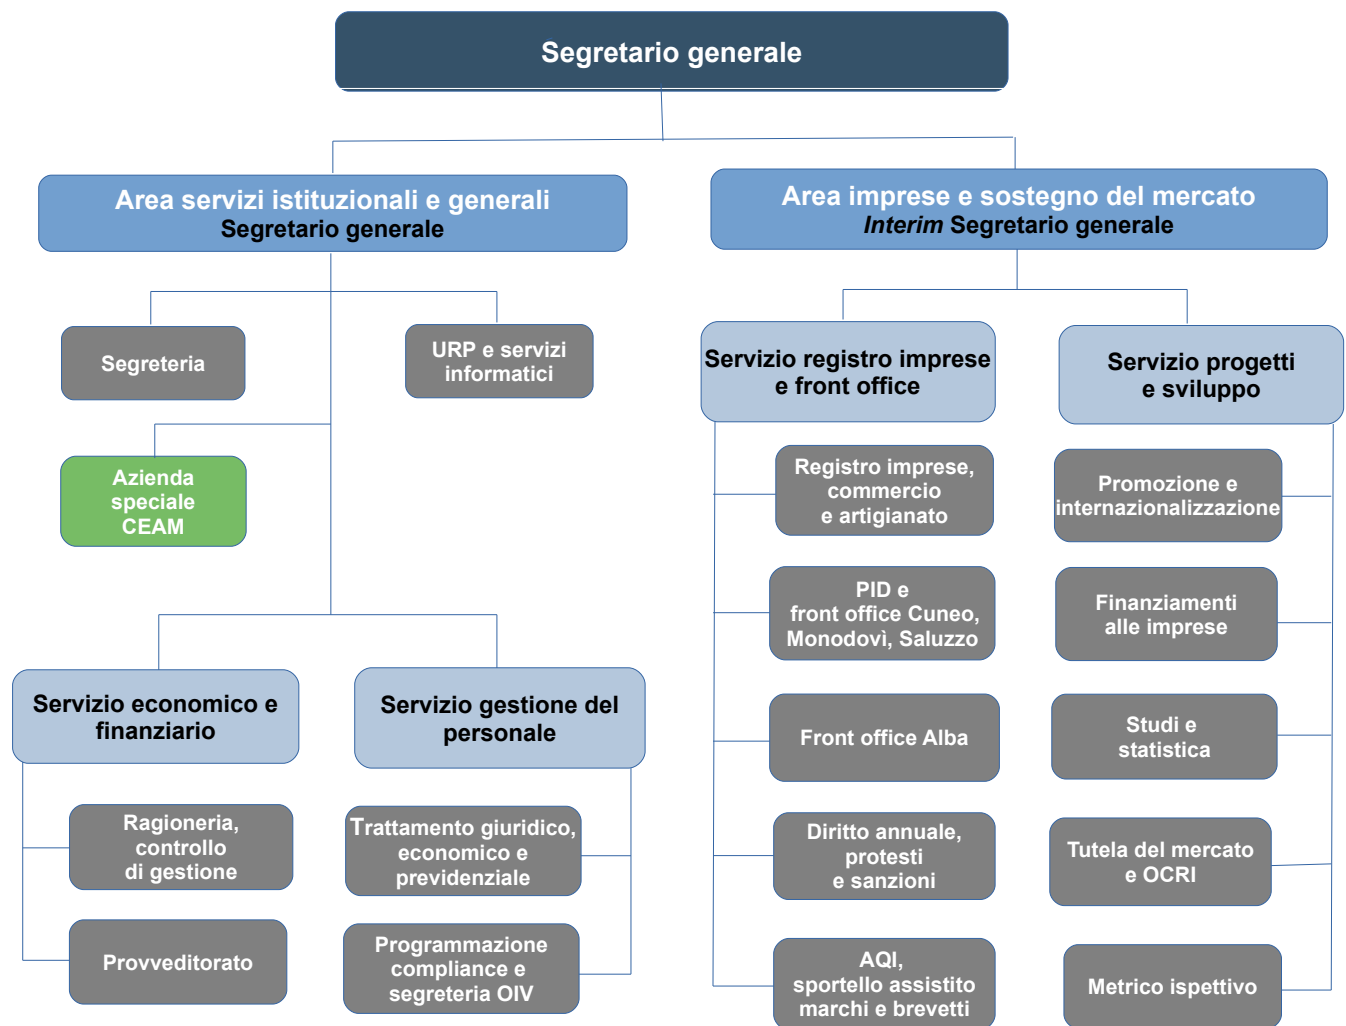 Segretario generale
Area servizi istituzionali e generali
Segretario generale
Area imprese e sostegno del mercato
Interim Segretario generale
Segreteria
URP e servizi
informatici
Azienda
speciale
CEAM
Servizio economico e
finanziario
Ragioneria,
controllo
di gestione
Provveditorato
Servizio gestione del
personale
Trattamento giuridico,
economico e
previdenziale
Programmazione
compliance e
segreteria OIV
Servizio registro imprese
e front office
Registro imprese,
commercio
e artigianato
PID e
front office Cuneo,
Monodovì, Saluzzo
Front office Alba
Diritto annuale,
protesti
e sanzioni
AQI,
sportello assistito
marchi e brevetti
Servizio progetti
e sviluppo
Promozione e
internazionalizzazione
Finanziamenti
alle imprese
Studi e
statistica
Tutela del mercato
e OCRI
Metrico ispettivo